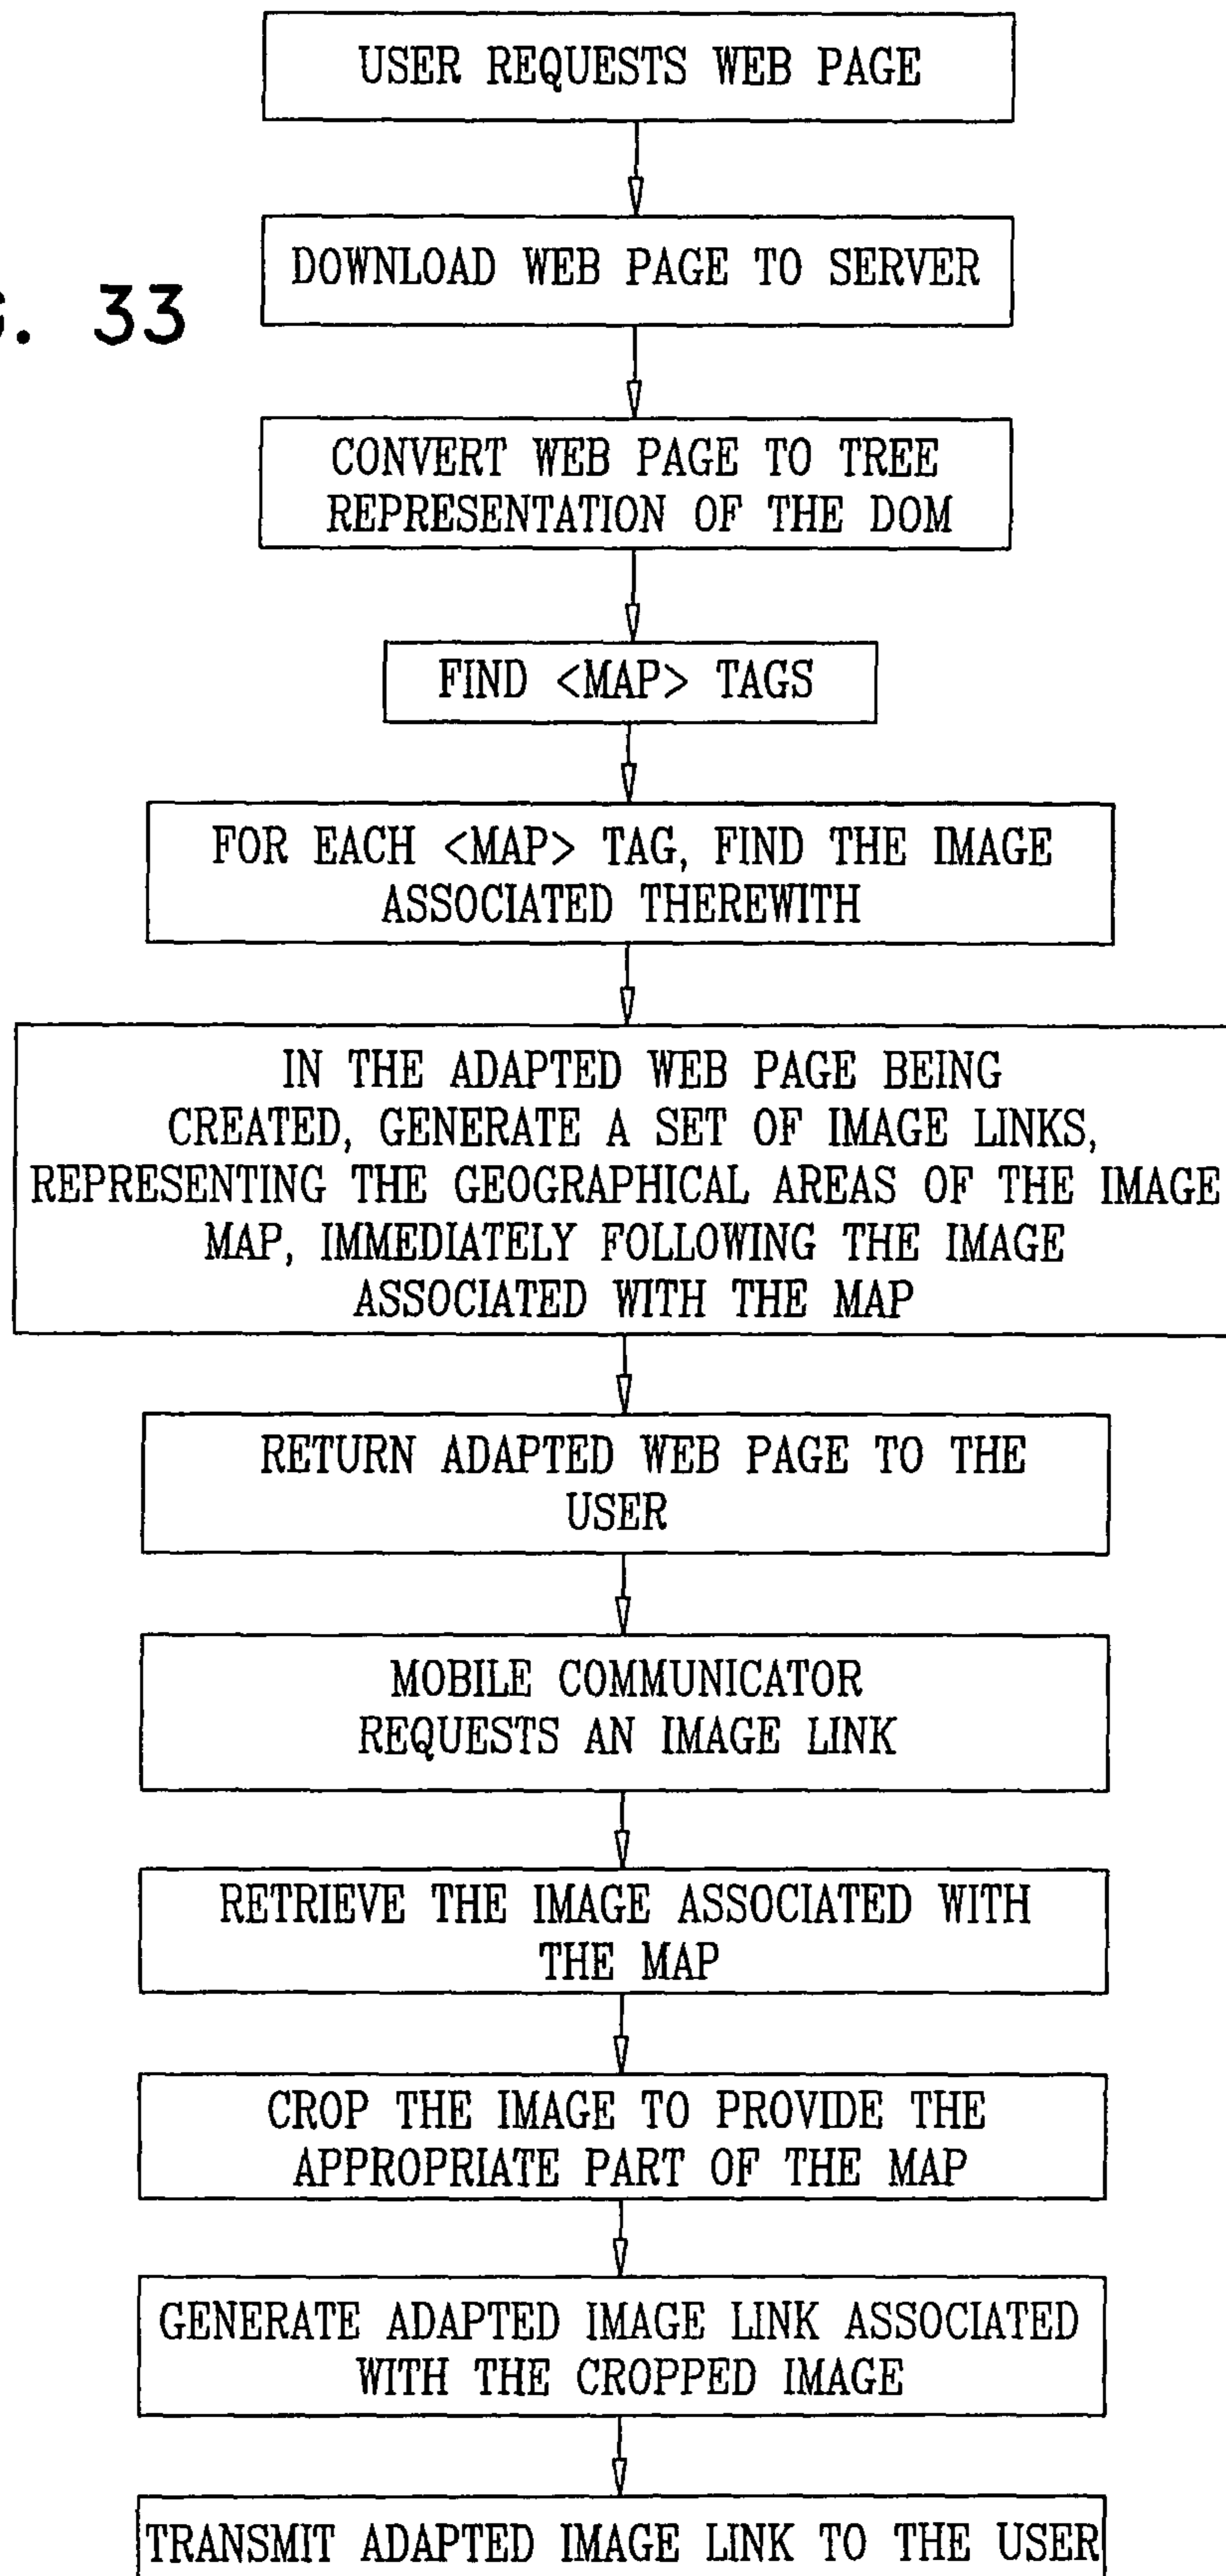 USER REQUESTS WEB PAGE
DOWNLOAD WEB PAGE TO SERVER
. 33
CONVERT WEB PAGE TO TREE
REPRESENTATION OF THE DOM
FIND <MAP> TAGS
FOR EACH <MAP> TAG, FIND THE IMAGE
ASSOCIATED THEREWITH
IN THE ADAPTED WEB PAGE BEING
CREATED, GENERATE A SET OF IMAGE LINKS,
REPRESENTING THE GEOGRAPHICAL AREAS OF THE IMAGE
MAP, IMMEDIATELY FOLLOWING THE IMAGE
ASSOCIATED WITH THE MAP
RETURN ADAPTED WEB PAGE TO THE
USER
MOBILE COMMUNICATOR
REQUESTS AN IMAGE LINK
RETRIEVE THE IMAGE ASSOCIATED WITH
THE MAP
CROP THE IMAGE TO PROVIDE THE
APPROPRIATE PART OF THE MAP
GENERATE ADAPTED IMAGE LINK ASSOCIATED
WITH THE CROPPED IMAGE
TRANSMIT ADAPTED IMAGE LINK TO THE USER